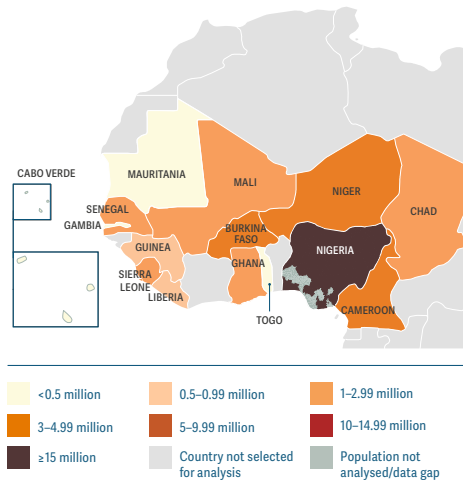 CABO VERDE
MAURITANIA
MALI
NIGER
CHAD
SENEGAL
GAMBIA
BURKINA
FASO
NIGERIA
GUINEA
GHANA
SIERRA
LEONE
LIBERIA
TOGO
CAMEROON
<0.5 million
0.5–0.99 million
1–2.99 million
3–4.99 million
5–9.99 million
10–14.99 million
≥15 million
Country not selected
for analysis
Population not
analysed/data gap